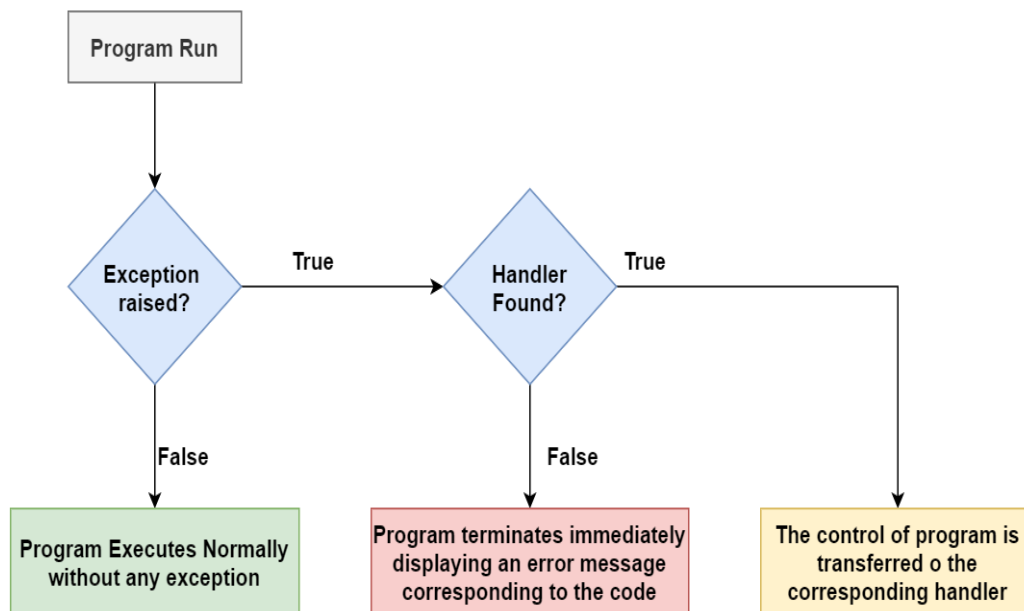 Program Run
Exception
raised?
True
Handler
Found?
True
False
False
Program Executes Normally
without any exception
Program terminates immediately
displaying an error message
corresponding to the code
The control of program is
transferred o the
corresponding handler